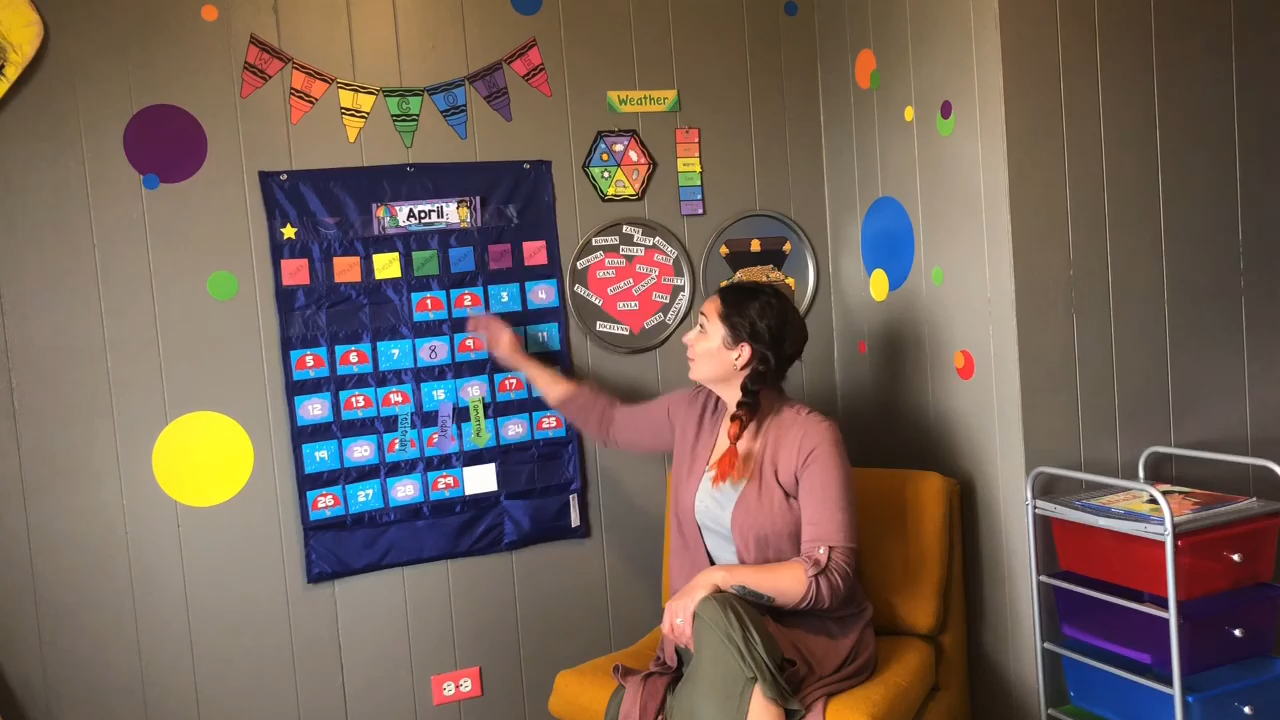 WELCOME
Weather
April
1 2 3 4
5 6 7 8 9 11
12 13 14 15 16 17
Yesterday Today Tomorrow
19 20 24 25
26 27 28 29
ZANE
ROWAN ZOEY ADELAE
KINLEY
AURORA GABE
ADAH
CANA AVERY
RHETT
ABIGAIL BENSON
EVERETT JAKE
LAYLA MARIANNA
JOCELYNN RIVER